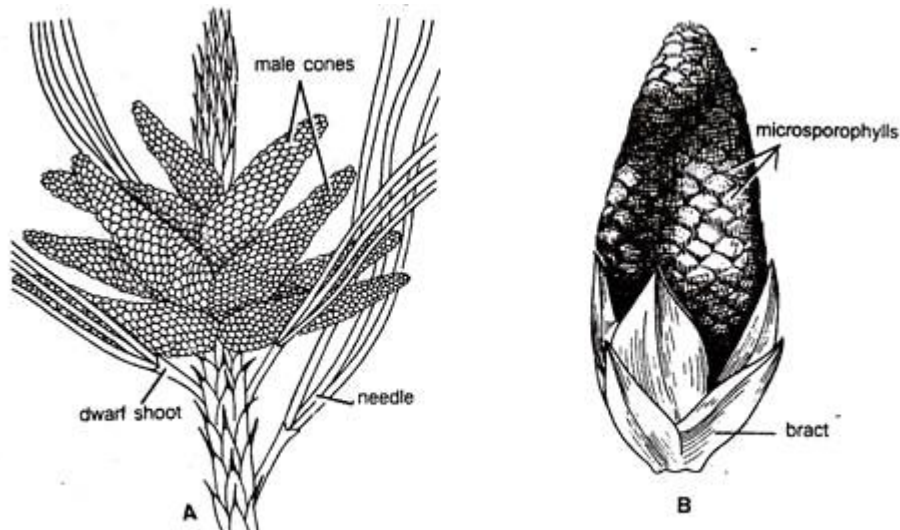 male cones
microsporophylls
dwarf shoot
needle
bract
A
B